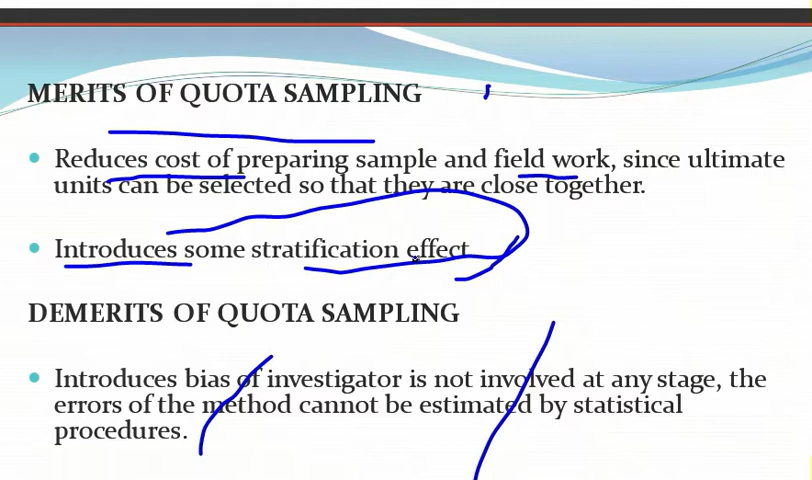 MERITS OF QUOTA SAMPLING
Reduces cost of preparing sample and field work, since ultimate
units can be selected so that they are close together.
Introduces some stratification effect
DEMERITS OF QUOTA SAMPLING
Introduces bias of investigator is not involved at any stage, the
errors of the method cannot be estimated by statistical
procedures.